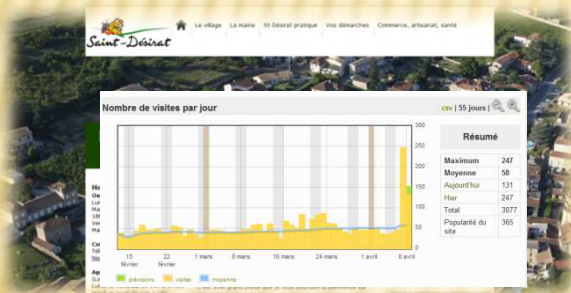 Le village La mairie St Désirat pratique Vos démarches Commerce, artisanat, santé
Saint-Désirat
Nombre de visites par jour
csv | 55 jours |
300
250
200
150
100
50
0
15 février
22 février
1 mars
8 mars
16 mars
24 mars
1 avril
8 avril
prévisions visites moyenne
Résumé
Maximum 247
Moyenne 58
Aujourd'hui 131
Hier 247
Total 3077
Popularité du site 365